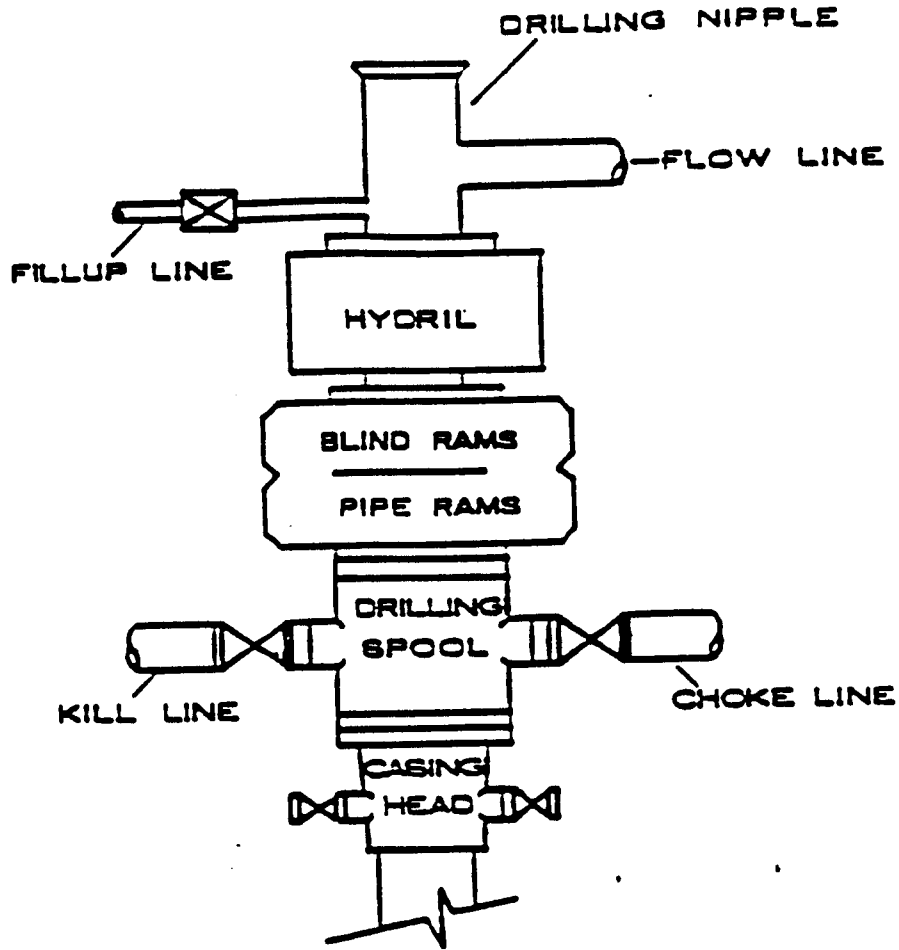 DRILLING NIPPLE
FLOW LINE
FILLUP LINE
HYDRIL
BLIND RAMS
PIPE RAMS
DRILLING
SPOOL
KILL LINE
CHOKE LINE
CASING
HEAD